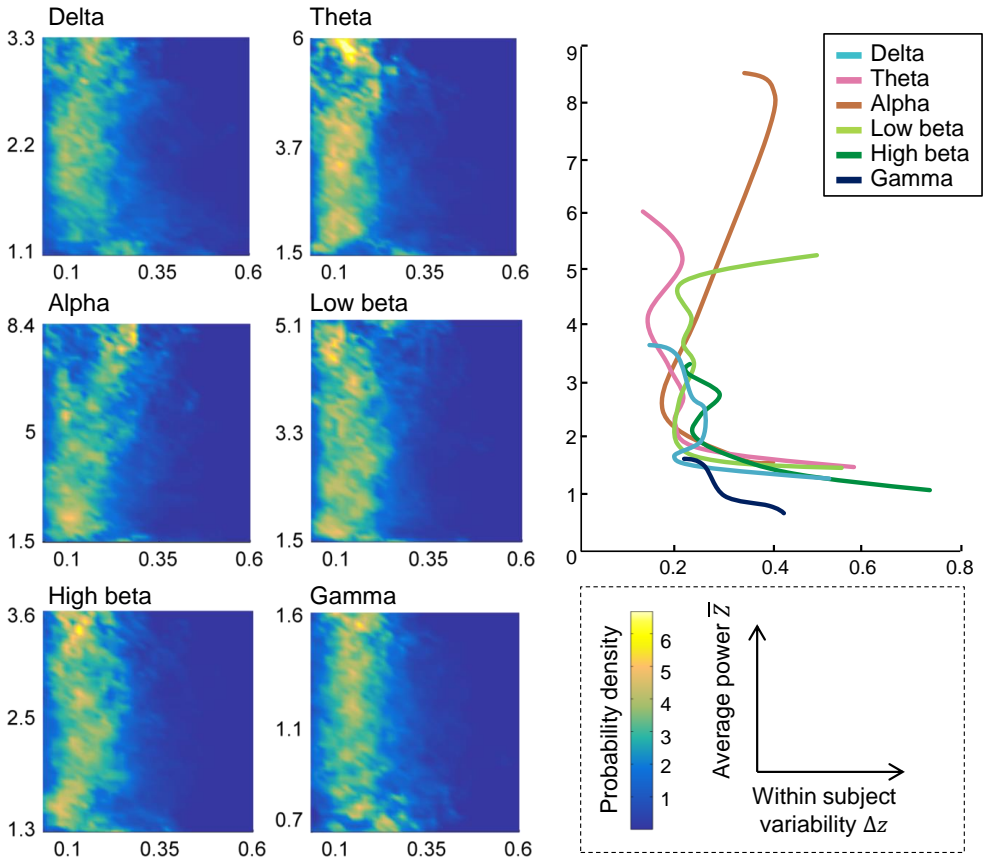 Delta
3.3
2.2
1.1
0.1 0.35 0.6
Theta
6
3.7
1.5
0.1 0.35 0.6
Alpha
8.4
5
1.5
0.1 0.35 0.6
Low beta
5.1
3.3
1.5
0.1 0.35 0.6
High beta
3.6
2.5
1.3
0.1 0.35 0.6
Gamma
1.6
1.1
0.7
0.1 0.35 0.6
9
8
7
6
5
4
3
2
1
0
0.2 0.4 0.6 0.8
Delta
Theta
Alpha
Low beta
High beta
Gamma
Probability density
6
5
4
3
2
1
Average power z̅
Within subject
variability Δz